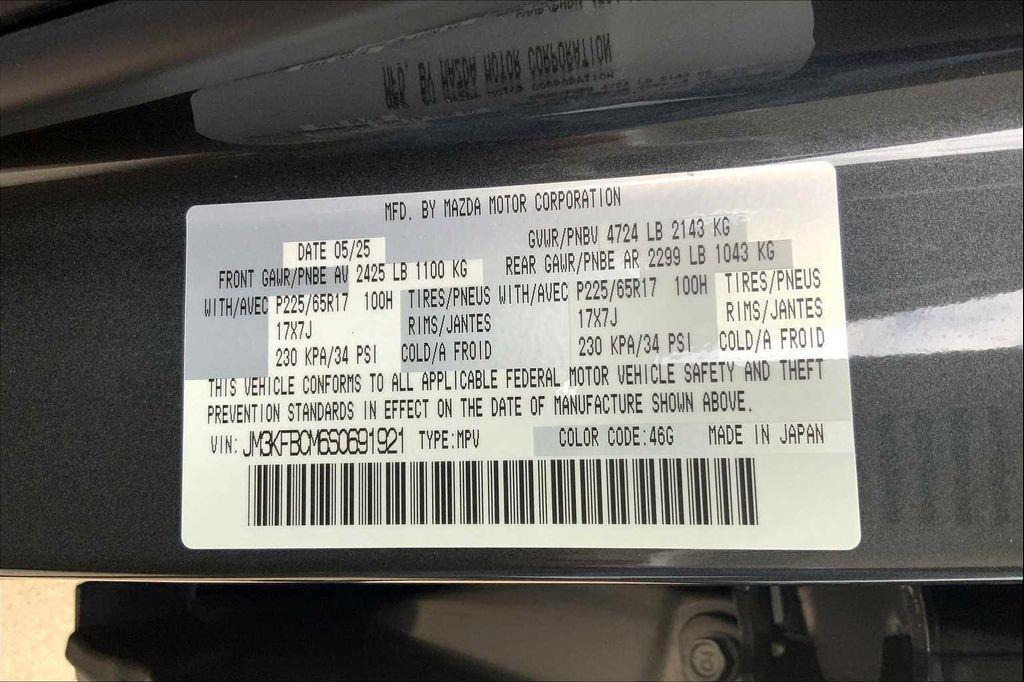 MFD. BY MAZDA MOTOR CORPORATION
DATE 05/25 GVWR/PNBV 4724 LB 2143 KG
FRONT GAWR/PNBE AV 2425 LB 1100 KG REAR GAWR/PNBE AR 2299 LB 1043 KG
WITH/AVEC P225/65R17 100H TIRES/PNEUS WITH/AVEC P225/65R17 100H TIRES/PNEUS
17X7J RIMS/JANTES 17X7J RIMS/JANTES
230 KPA/34 PSI COLD/A FROID 230 KPA/34 PSI COLD/A FROID
THIS VEHICLE CONFORMS TO ALL APPLICABLE FEDERAL MOTOR VEHICLE SAFETY AND THEFT
PREVENTION STANDARDS IN EFFECT ON THE DATE OF MANUFACTURE SHOWN ABOVE.
VIN: JM3KFBCM6S0691921 TYPE:MPV COLOR CODE:46G MADE IN JAPAN